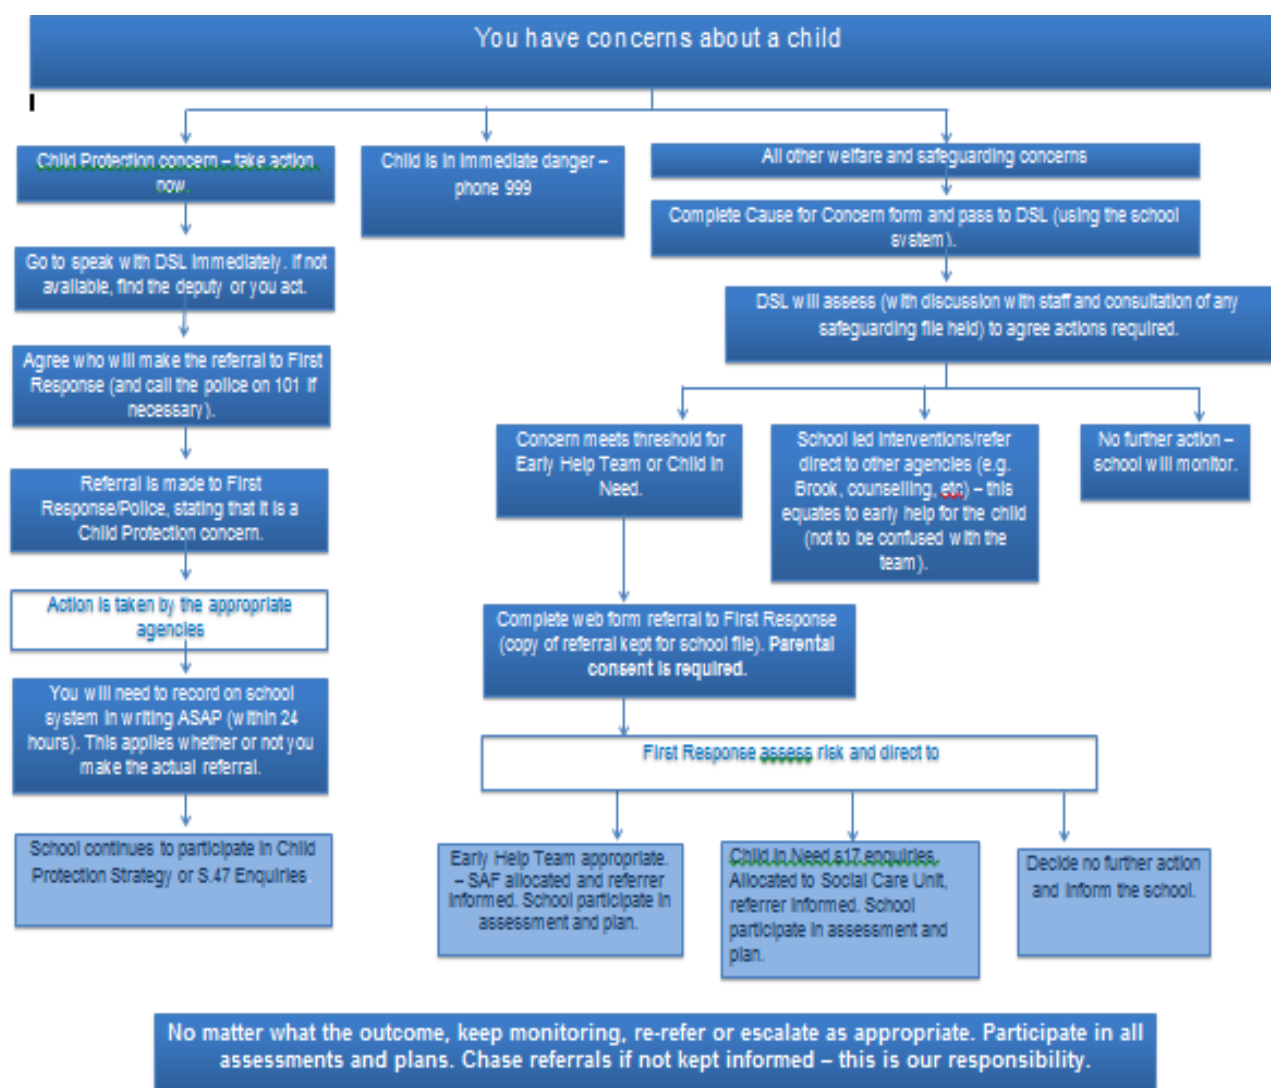 You have concerns about a child
Child Protection concern – take action
now.
Child is in immediate danger –
phone 999
All other welfare and safeguarding concerns
Complete Cause for Concern form and pass to DSL (using the school
system).
Go to speak with DSL immediately. If not
available, find the deputy or you act.
DSL will assess (with discussion with staff and consultation of any
safeguarding file held) to agree actions required.
Agree who will make the referral to First
Response (and call the police on 101 if
necessary).
Concern meets threshold for
Early Help Team or Child in
Need.
School led interventions/refer
direct to other agencies (e.g.
Brook, counselling, etc) – this
equates to early help for the child
(not to be confused with the
team).
No further action –
school will monitor.
Referral is made to First
Response/Police, stating that it is a
Child Protection concern.
Action is taken by the appropriate
agencies
Complete web form referral to First Response
(copy of referral kept for school file). Parental
consent is required.
You will need to record on school
system in writing ASAP (within 24
hours). This applies whether or not you
make the actual referral.
First Response assess risk and direct to
School continues to participate in Child
Protection Strategy or S.47 Enquiries.
Early Help Team appropriate.
– SAF allocated and referrer
informed. School participate in
assessment and plan.
Child in Need s17 enquiries.
Allocated to Social Care Unit,
referrer informed. School
participate in assessment and
plan.
Decide no further action
and inform the school.
No matter what the outcome, keep monitoring, re-refer or escalate as appropriate. Participate in all
assessments and plans. Chase referrals if not kept informed – this is our responsibility.